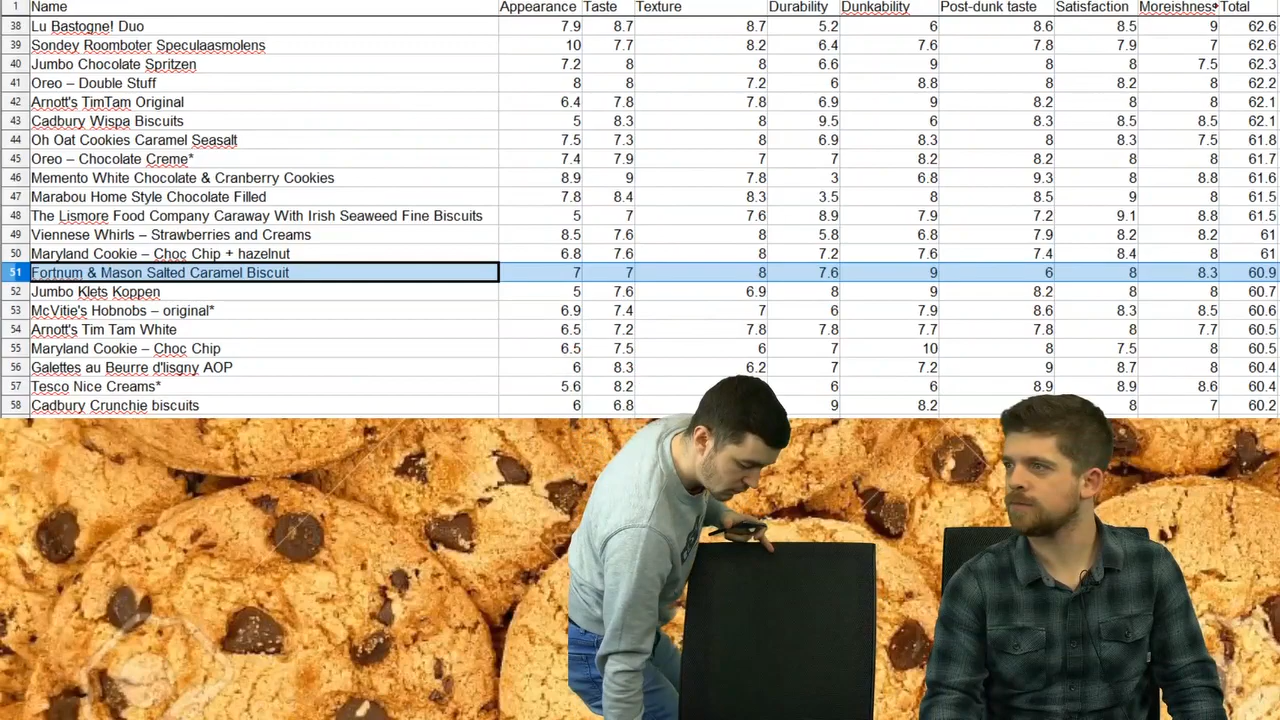 1 Name Appearance Taste Texture Durability Dunkability Post-dunk taste Satisfaction Moreishness Total
38 Lu Bastogne! Duo 7.9 8.7 8.7 5.2 6 8.6 8.5 9 62.6
39 Sondey Roomboter Speculaasmolens 10 7.7 8.2 6.4 7.6 7.8 7.9 7 62.6
40 Jumbo Chocolate Spritzen 7.2 8 8 6.6 9 8 8 7.5 62.3
41 Oreo – Double Stuff 8 8 7.2 6 8.8 8 8.2 8 62.2
42 Arnott's TimTam Original 6.4 7.8 7.8 6.9 9 8.2 8 8 62.1
43 Cadbury Wispa Biscuits 5 8.3 8 9.5 6 8.3 8.5 8.5 62.1
44 Oh Oat Cookies Caramel Seasalt 7.5 7.3 8 6.9 8.3 8 8.3 7.5 61.8
45 Oreo – Chocolate Creme* 7.4 7.9 7 7 8.2 8.2 8 8 61.7
46 Memento White Chocolate & Cranberry Cookies 8.9 9 7.8 3 6.8 9.3 8 8.8 61.6
47 Marabou Home Style Chocolate Filled 7.8 8.4 8.3 3.5 8 8.5 9 8 61.5
48 The Lismore Food Company Caraway With Irish Seaweed Fine Biscuits 5 7 7.6 8.9 7.9 7.2 9.1 8.8 61.5
49 Viennese Whirls – Strawberries and Creams 8.5 7.6 8 5.8 6.8 7.9 8.2 8.2 61
50 Maryland Cookie – Choc Chip + hazelnut 6.8 7.6 8 7.2 7.6 7.4 8.4 8 61
51 Fortnum & Mason Salted Caramel Biscuit 7 7 8 7.6 9 6 8 8.3 60.9
52 Jumbo Klets Koppen 5 7.6 6.9 8 9 8.2 8 8 60.7
53 McVitie's Hobnobs – original* 6.9 7.4 7 6 7.9 8.6 8.3 8.5 60.6
54 Arnott's Tim Tam White 6.5 7.2 7.8 7.8 7.7 7.8 8 7.7 60.5
55 Maryland Cookie – Choc Chip 6.5 7.5 6 7 10 8 7.5 8 60.5
56 Galettes au Beurre d'lisgny AOP 6 8.3 6.2 7 7.2 9 8.7 8 60.4
57 Tesco Nice Creams* 5.6 8.2 6 6 8.9 8.9 8.6 60.4
58 Cadbury Crunchie biscuits 6 6.8 9 8.2 8 7 60.2